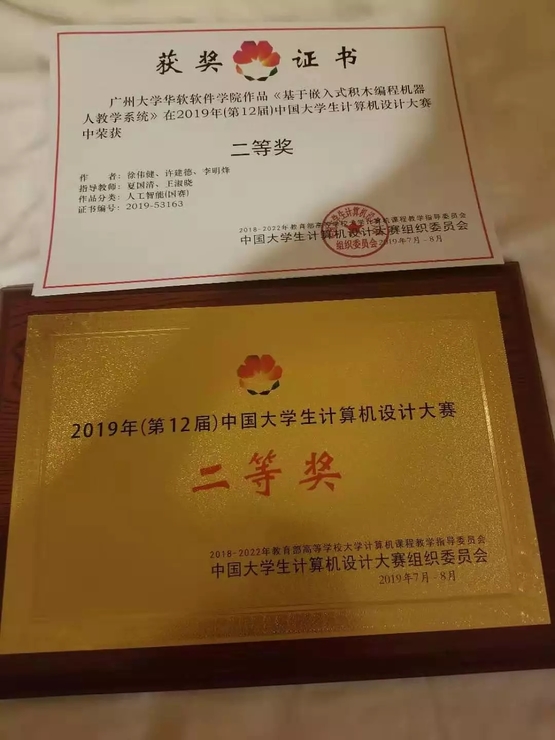 获奖证书
广州大学华软软件学院作品《基于嵌入式积木编程机器
人教学系统》在2019年(第12届)中国大学生计算机设计大赛
中荣获
二等奖
作 者：徐伟健、许建德、李明烽
指导教师：夏国清、王淑晓
作品分类：人工智能(国赛)
证书编号：2019-53163
2018-2022年教育部高等学校大学计算机课程教学指导委员会
中国大学生计算机设计大赛组织委员会
组织委员会
2019年7月-8月
2019年(第12届)中国大学生计算机设计大赛
二等奖
2018-2022年教育部高等学校大学计算机课程教学指导委员会
中国大学生计算机设计大赛组织委员会
2019年7月-8月